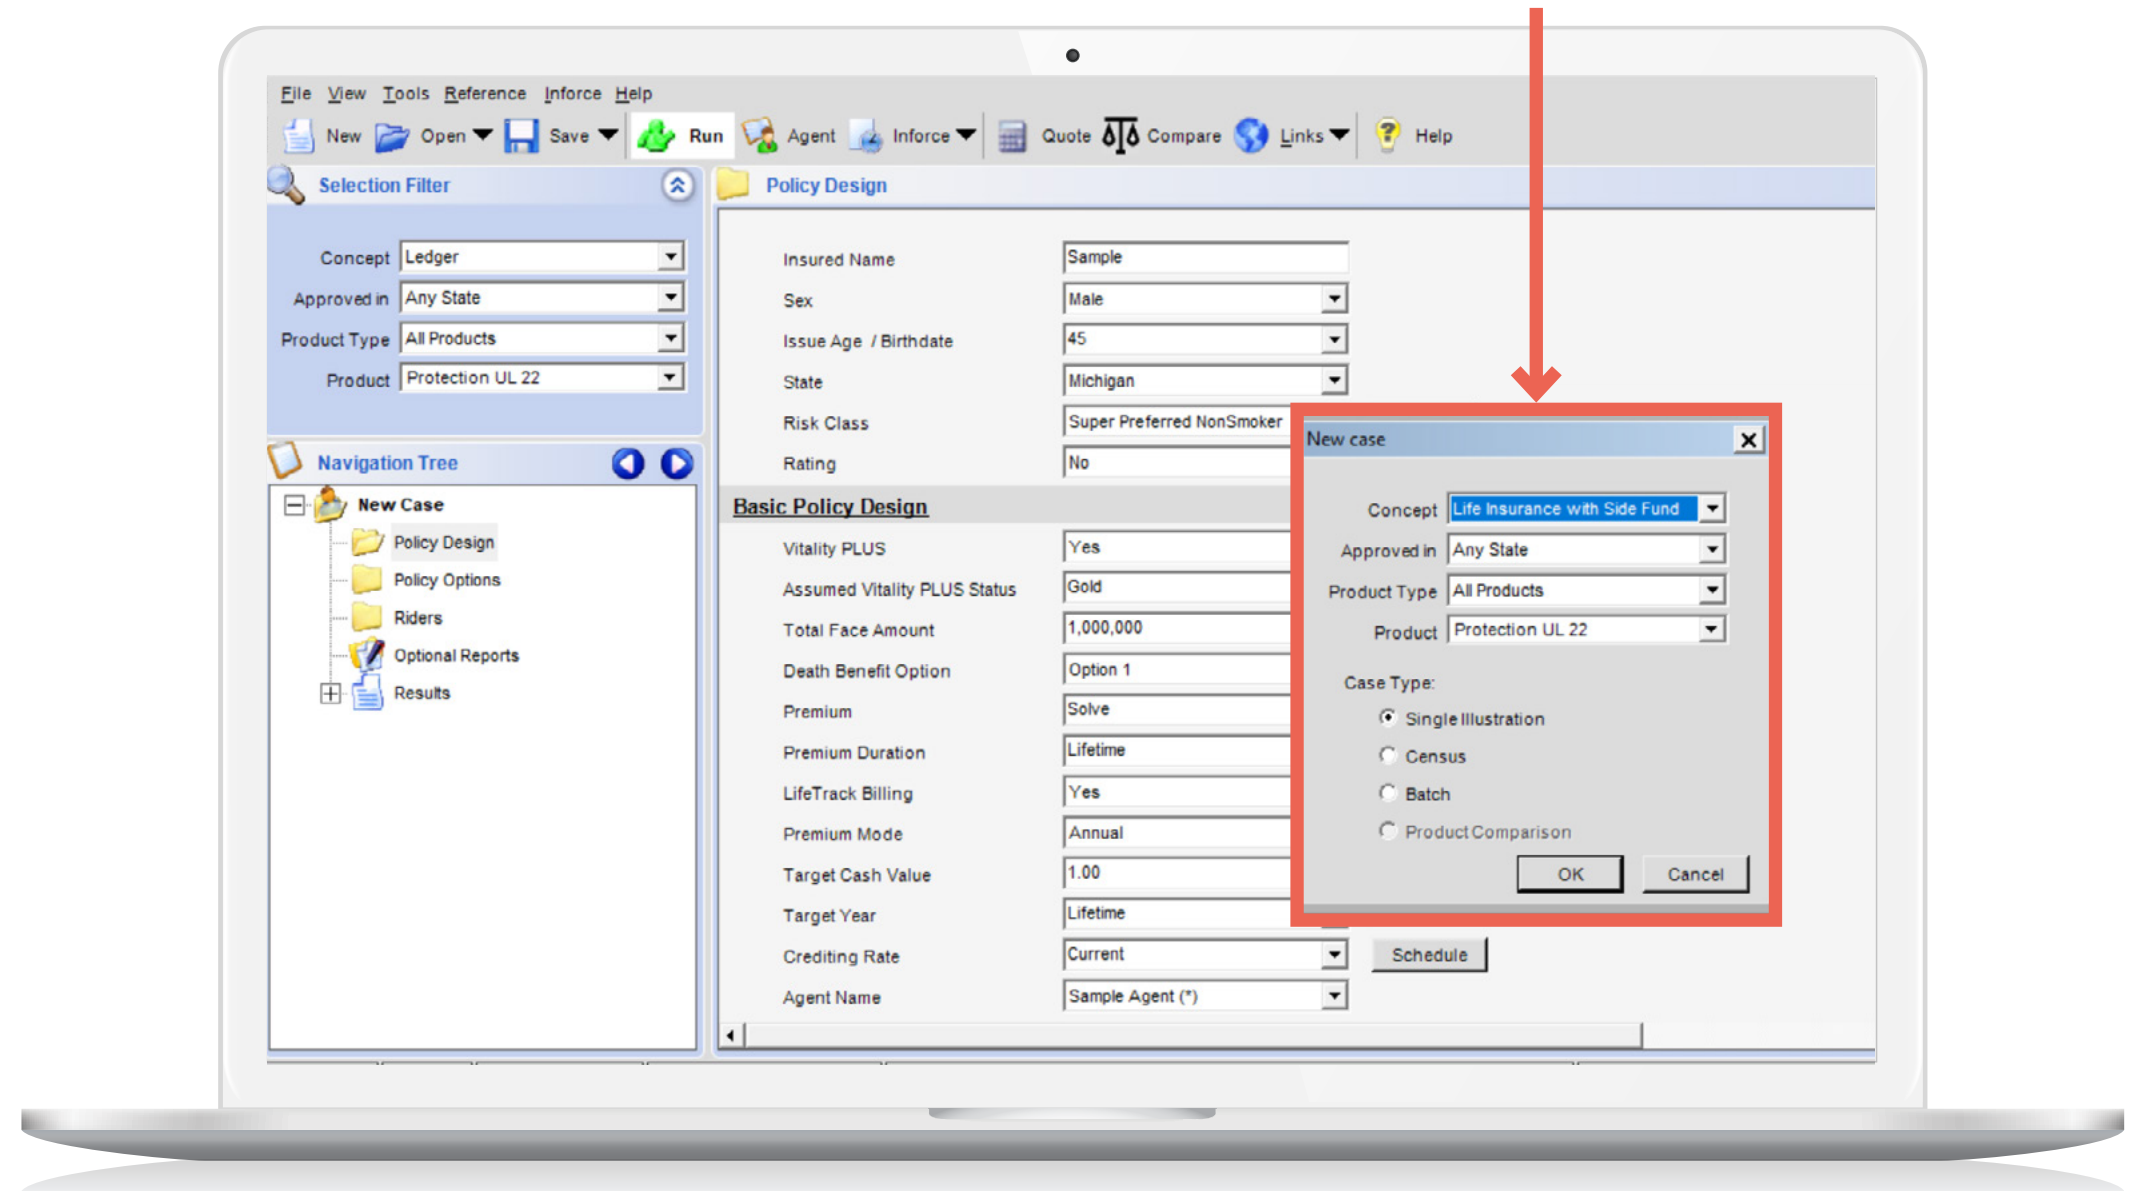 File View Tools Reference Inforce Help
New Open Save Run Agent Inforce Quote Compare Links Help
Selection Filter
Concept Ledger
Approved in Any State
Product Type All Products
Product Protection UL 22
Navigation Tree
New Case
Policy Design
Policy Options
Riders
Optional Reports
Results
Policy Design
Insured Name Sample
Sex Male
Issue Age / Birthdate 45
State Michigan
Risk Class Super Preferred NonSmoker
Rating No
Basic Policy Design
Vitality PLUS Yes
Assumed Vitality PLUS Status Gold
Total Face Amount 1,000,000
Death Benefit Option Option 1
Premium Solve
Premium Duration Lifetime
LifeTrack Billing Yes
Premium Mode Annual
Target Cash Value 1.00
Target Year Lifetime
Crediting Rate Current Schedule
Agent Name Sample Agent (*)
New case
Concept Life Insurance with Side Fund
Approved in Any State
Product Type All Products
Product Protection UL 22
Case Type:
Single Illustration
Census
Batch
Product Comparison
OK Cancel